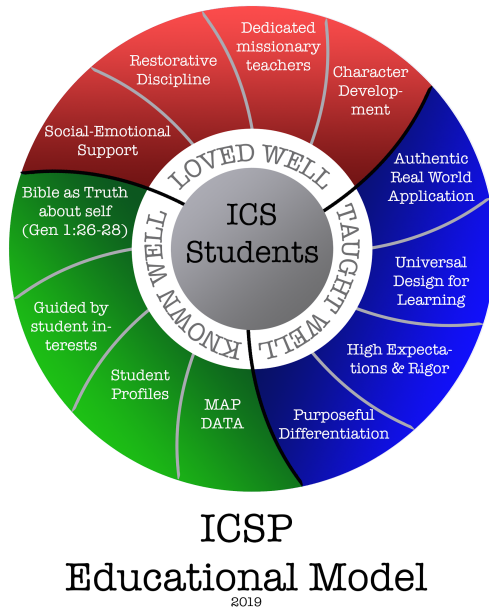 Dedicated
missionary
teachers
Restorative
Discipline
Character
Develop-
ment
Social-Emotional
Support
LOVED WELL
Authentic
Real World
Application
Universal
Design for
Learning
High Expecta-
tions & Rigor
Purposeful
Differentiation
TAUGHT WELL
Bible as Truth
about self
(Gen 1:26-28)
Guided by
student in-
terests
Student
Profiles
MAP
DATA
KNOWN WELL
ICS
Students
ICSP
Educational Model
2019